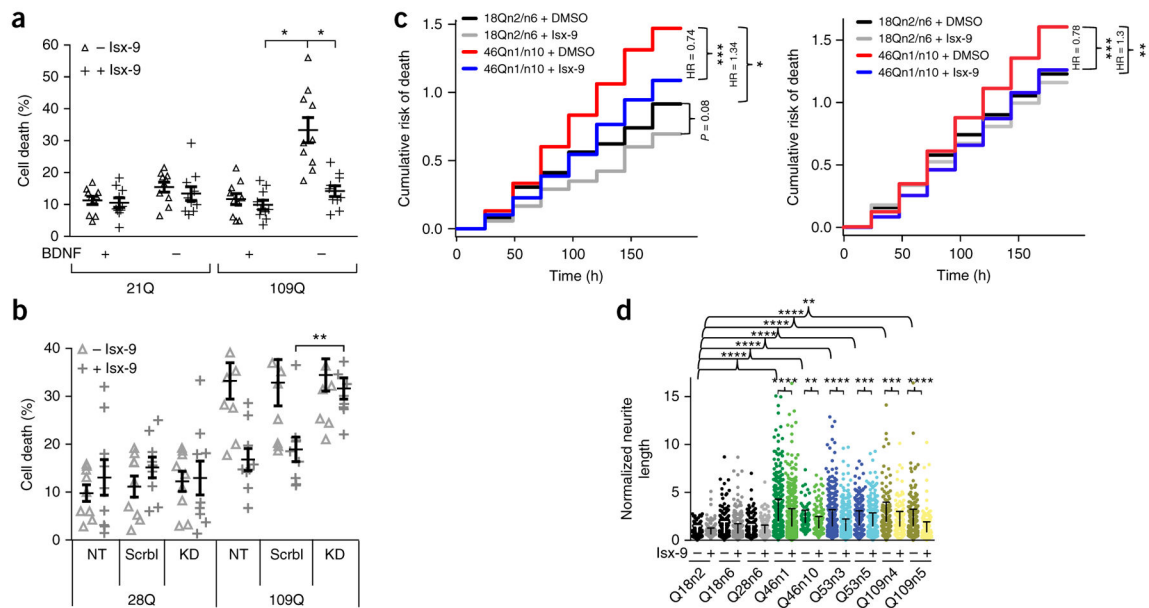 a
Cell death (%)
60
50
40
30
20
10
0
– Isx-9
+ Isx-9
*
*
BDNF
+
–
+
–
21Q
109Q
b
Cell death (%)
40
30
20
10
0
– Isx-9
+ Isx-9
**
NT
Scrbl
KD
NT
Scrbl
KD
28Q
109Q
c
Cumulative risk of death
1.5
1.0
0.5
0.0
18Qn2/n6 + DMSO
18Qn2/n6 + Isx-9
46Qn1/n10 + DMSO
46Qn1/n10 + Isx-9
HR = 0.74
***
HR = 1.34
*
P = 0.08
0
50
100
150
Time (h)
Cumulative risk of death
1.5
1.0
0.5
0.0
18Qn2/n6 + DMSO
18Qn2/n6 + Isx-9
46Qn1/n10 + DMSO
46Qn1/n10 + Isx-9
HR = 0.78
***
HR = 1.3
**
0
50
100
150
Time (h)
d
**
****
****
****
****
****
**** ** **** *** *** *****
Normalized neurite
length
15
10
5
0
Isx-9 – + – + – + – + – + – + – + – + – +
Q18n2
Q18n6
Q28n6
Q46n1
Q46n10
Q53n3
Q53n5
Q109n4
Q109n5